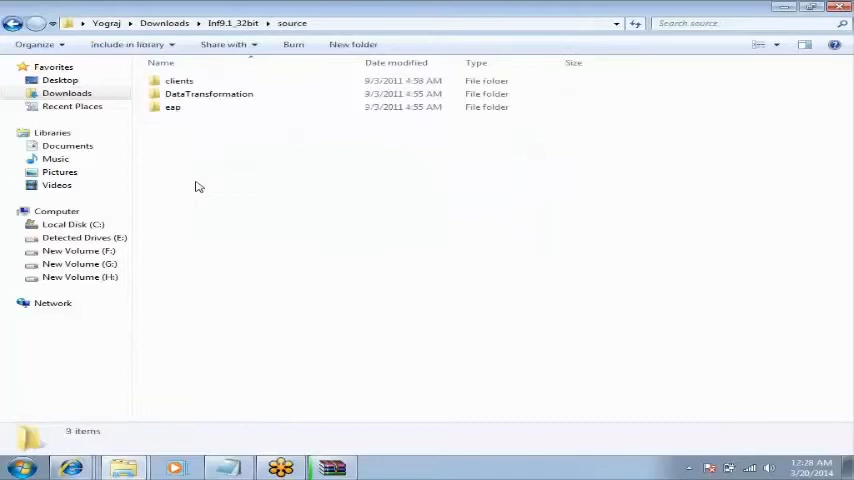 Yograj Downloads Inf9.1_32bit source
Search source
Organize Include in library Share with Burn New folder
Name Date modified Type Size
clients 9/3/2011 4:58 AM File folder
DataTransformation 9/3/2011 4:55 AM File folder
eap 9/3/2011 4:55 AM File folder
Favorites
Desktop
Downloads
Recent Places
Libraries
Documents
Music
Pictures
Videos
Computer
Local Disk (C:)
Detected Drives (E:)
New Volume (F:)
New Volume (G:)
New Volume (H:)
Network
3 items
12:28 AM
3/20/2014